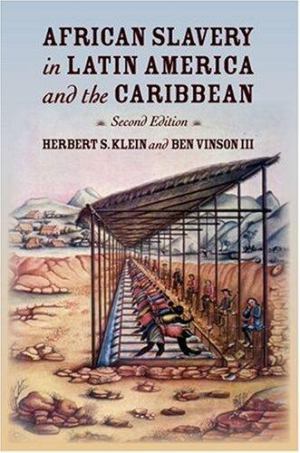 AFRICAN SLAVERY
in LATIN AMERICA
and the CARIBBEAN
Second Edition
HERBERT S. KLEIN and BEN VINSON III